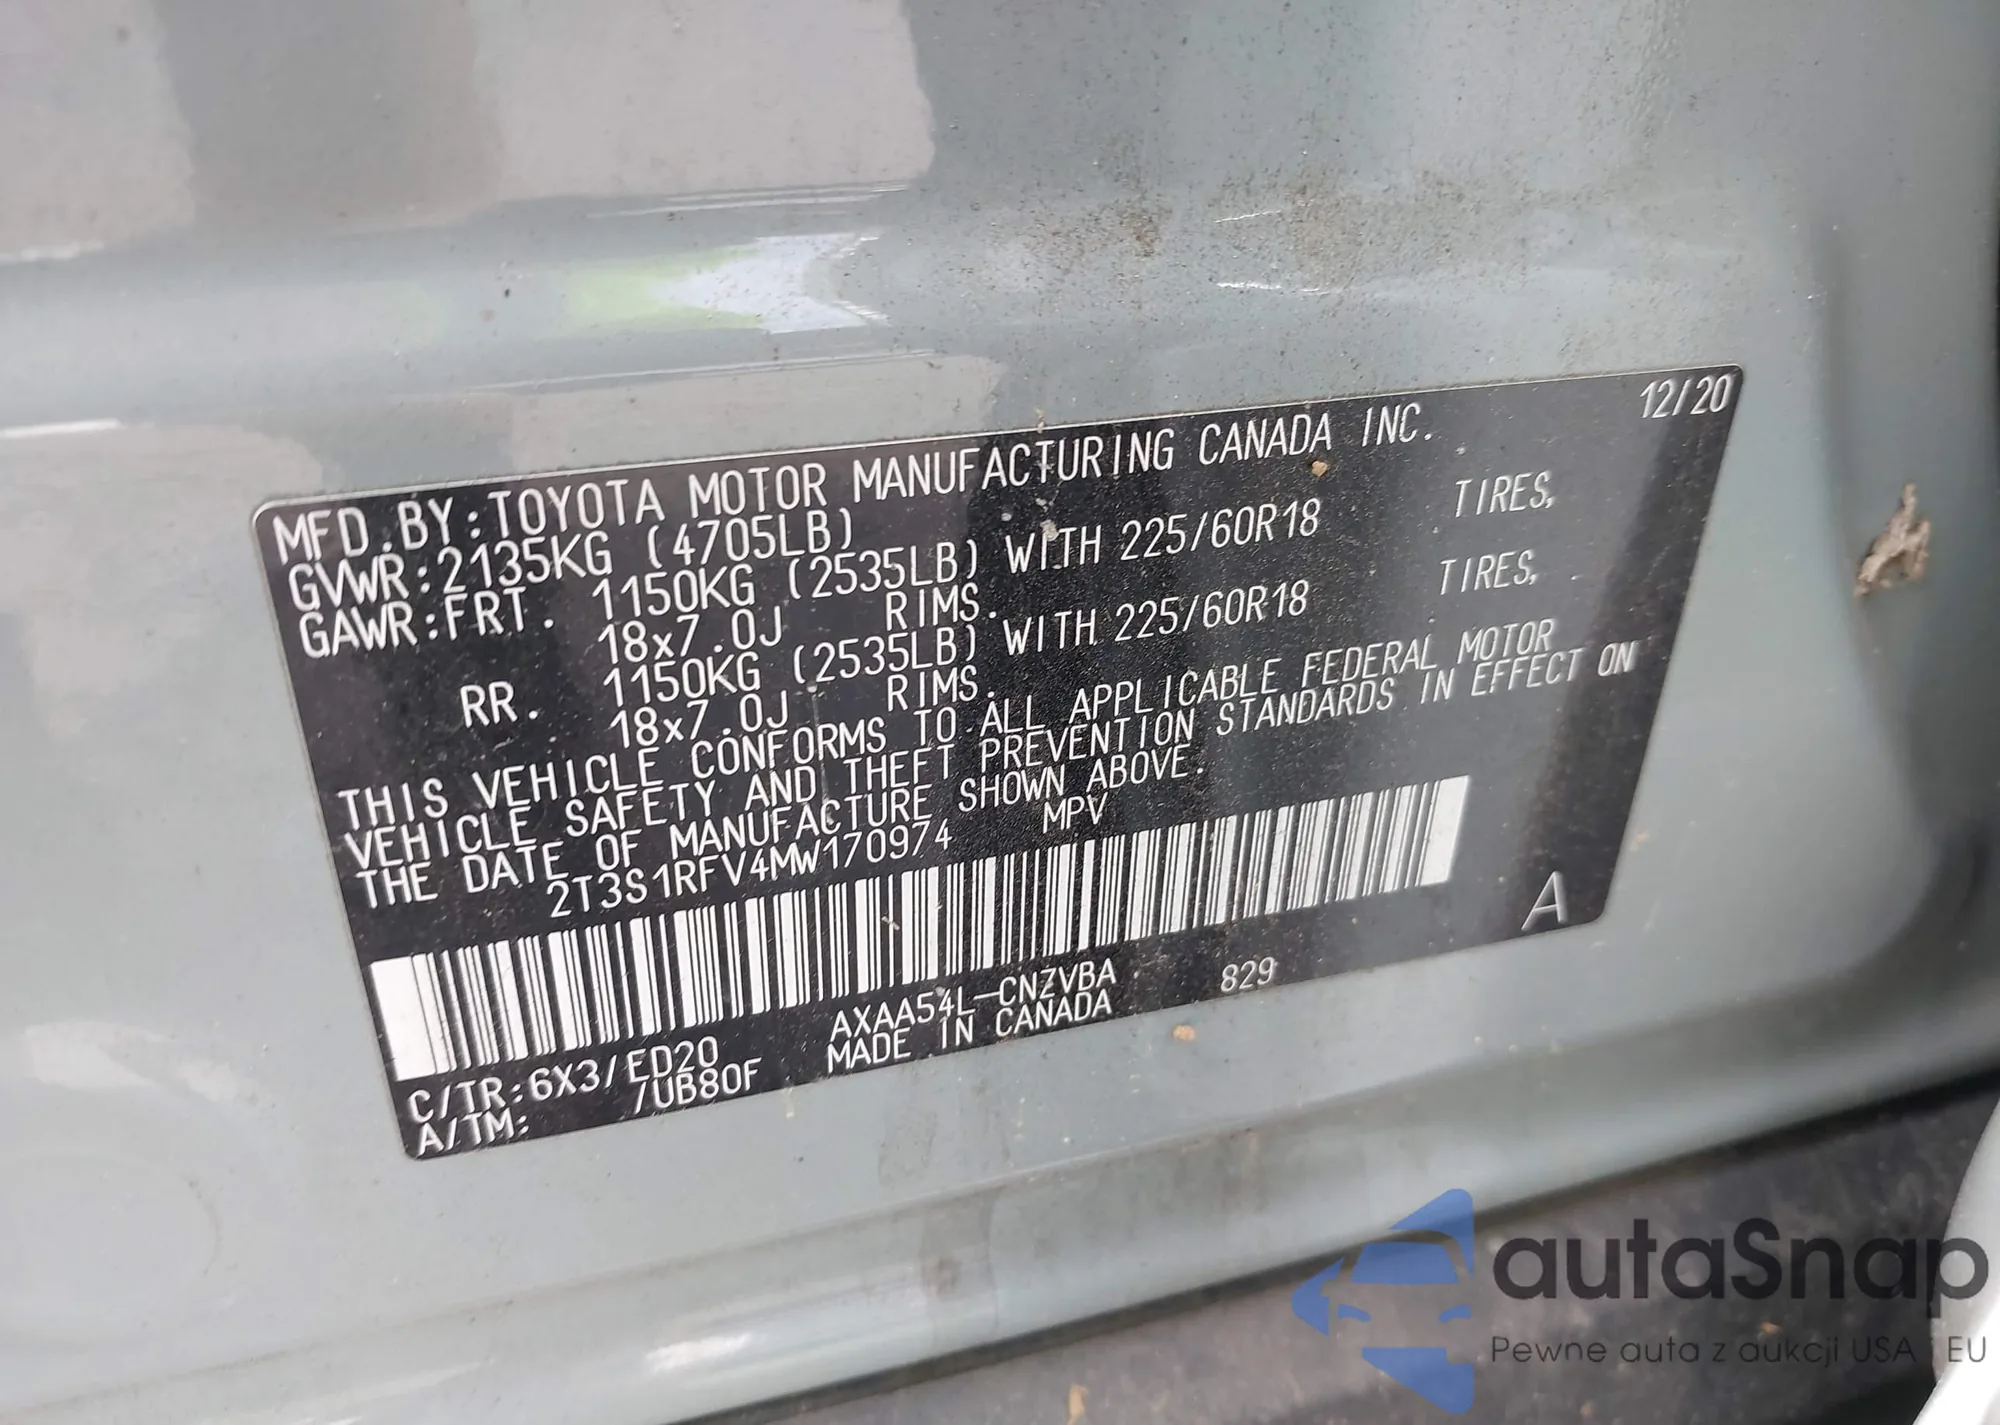 12/20
MFD.BY:TOYOTA MOTOR MANUFACTURING CANADA INC.
GVWR:2135KG (4705LB)
GAWR:FRT. 1150KG (2535LB) WITH 225/60R18 TIRES,
18x7.0J RIMS.
RR. 1150KG (2535LB) WITH 225/60R18 TIRES,
18x7.0J RIMS.
THIS VEHICLE CONFORMS TO ALL APPLICABLE FEDERAL MOTOR
VEHICLE SAFETY AND THEFT PREVENTION STANDARDS IN EFFECT ON
THE DATE OF MANUFACTURE SHOWN ABOVE.
2T3S1RFV4MW170974 MPV
A
C/TR:6X3/ED20 AXAA54L-CNZVBA 829
A/TM: /UB80F MADE IN CANADA
autaSnap
Pewne auta z aukcji USA i EU